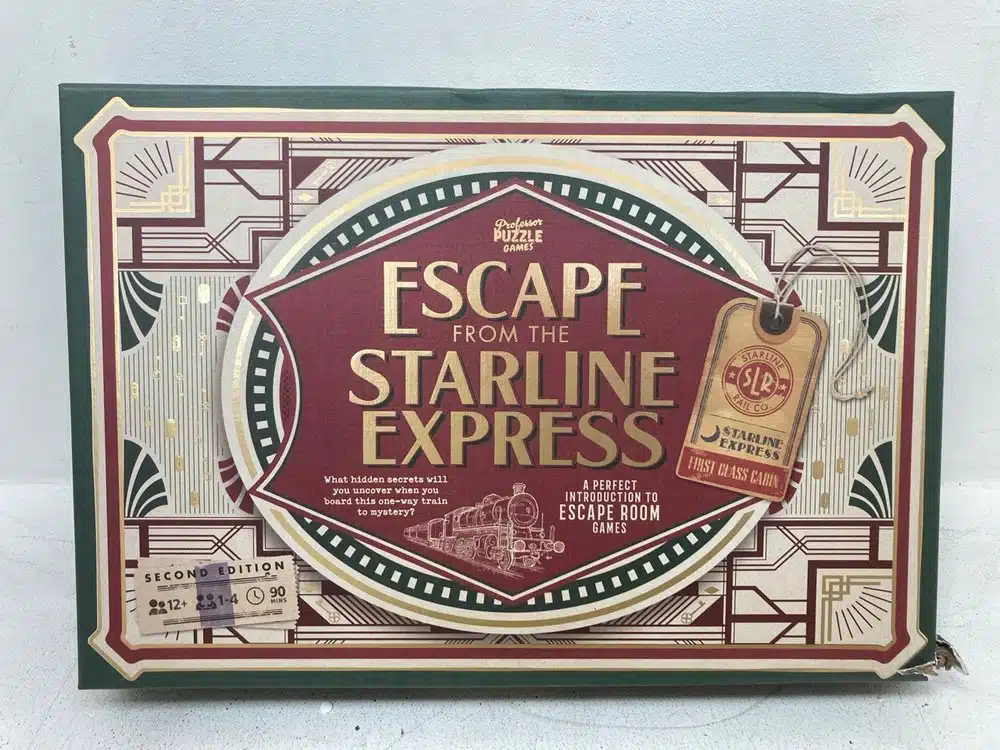 Professor
PUZZLE
GAMES
ESCAPE
FROM THE
STARLINE
EXPRESS
What hidden secrets will
you uncover when you
board this one-way train
to mystery?
A PERFECT
INTRODUCTION TO
ESCAPE ROOM
GAMES
STARLINE
SLR
RAIL CO
STARLINE
EXPRESS
FIRST CLASS CABIN
SECOND EDITION
12+ 1-4 90
MINS